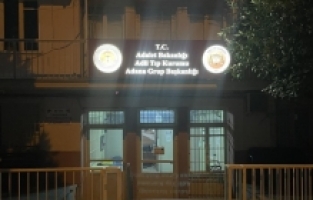 T.C.
Adalet Bakanlığı
Adli Tıp Kurumu
Adana Grup Başkanlığı